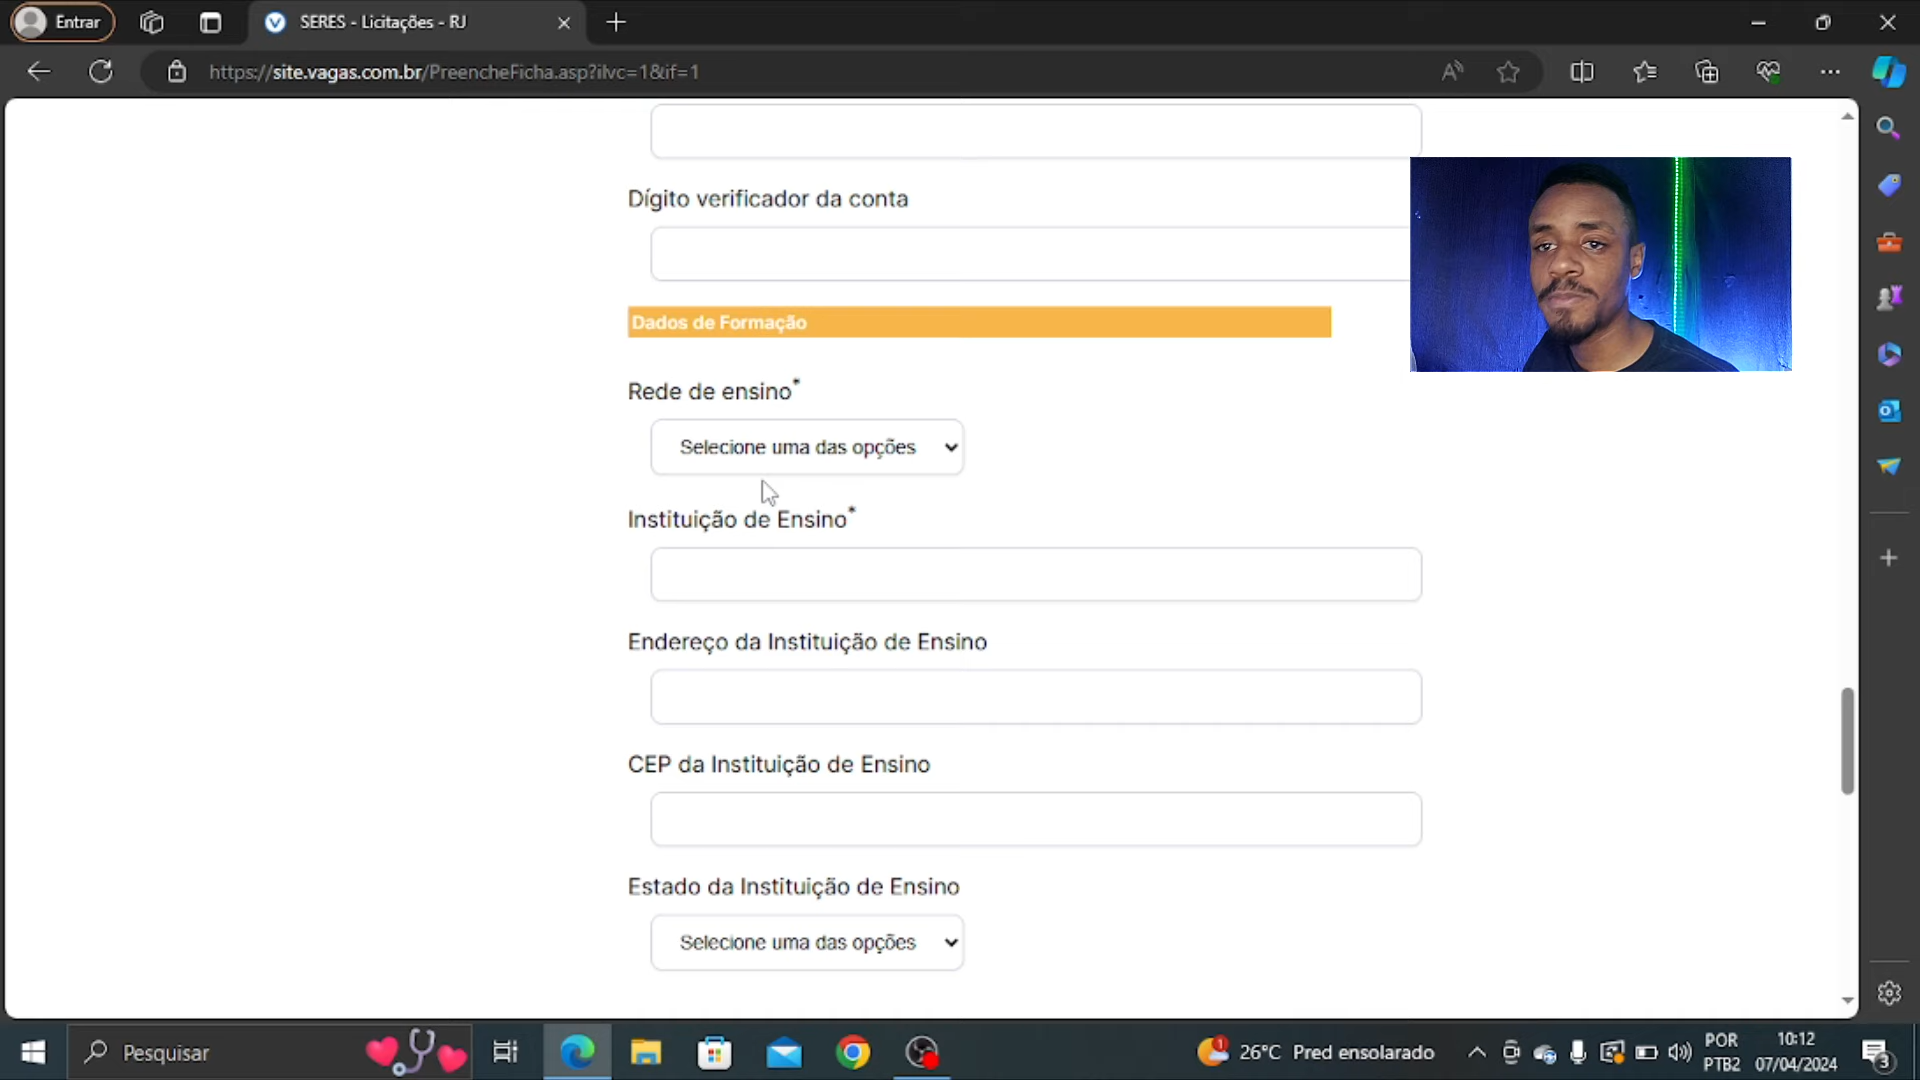 Entrar
SERES - Licitações - RJ
https://site.vagas.com.br/PreencheFicha.asp?ilvc=1&if=1
Dígito verificador da conta
Dados de Formação
Rede de ensino*
Selecione uma das opções
Instituição de Ensino*
Endereço da Instituição de Ensino
CEP da Instituição de Ensino
Estado da Instituição de Ensino
Selecione uma das opções
Pesquisar
1
26°C Pred ensolarado
POR
PTB2
10:12
07/04/2024
3